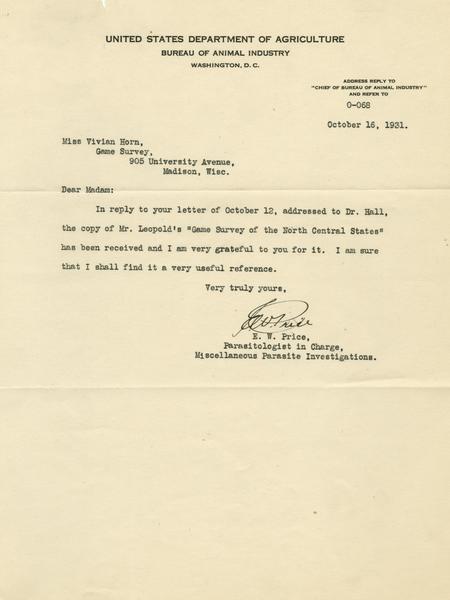 UNITED STATES DEPARTMENT OF AGRICULTURE
BUREAU OF ANIMAL INDUSTRY
WASHINGTON, D. C.
ADDRESS REPLY TO
"CHIEF OF BUREAU OF ANIMAL INDUSTRY"
AND REFER TO
O-068
October 16, 1931.
Miss Vivian Horn,
Game Survey,
905 University Avenue,
Madison, Wisc.
Dear Madam:
In reply to your letter of October 12, addressed to Dr. Hall,
the copy of Mr. Leopold's "Game Survey of the North Central States"
has been received and I am very grateful to you for it. I am sure
that I shall find it a very useful reference.
Very truly yours,
E. W. Price
E. W. Price,
Parasitologist in Charge,
Miscellaneous Parasite Investigations.